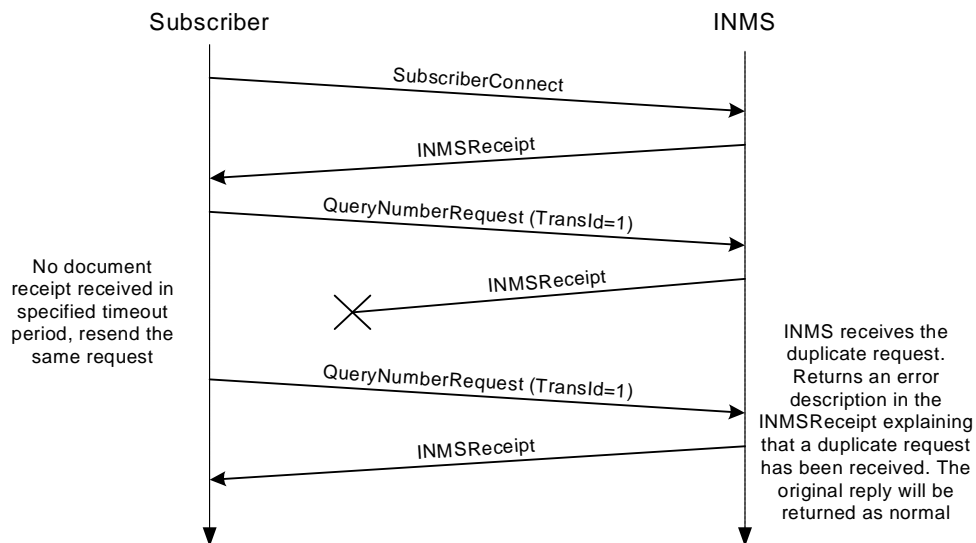 Subscriber
INMS
SubscriberConnect
INMSReceipt
QueryNumberRequest (TransId=1)
No document
receipt received in
specified timeout
period, resend the
same request
INMSReceipt
QueryNumberRequest (TransId=1)
INMSReceipt
INMS receives the
duplicate request.
Returns an error
description in the
INMSReceipt explaining
that a duplicate request
has been received. The
original reply will be
returned as normal